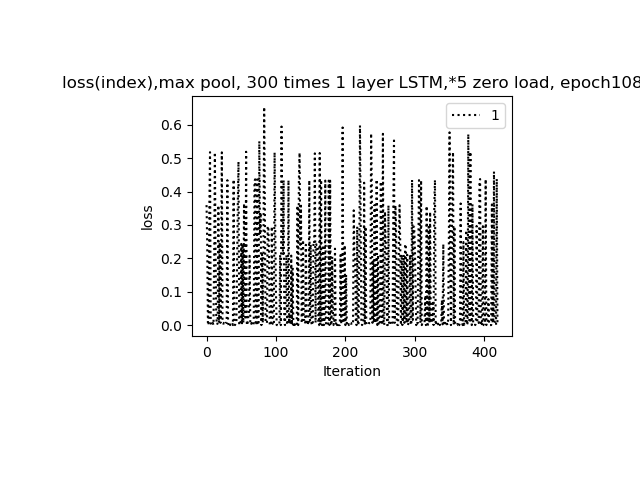 loss(index),max pool, 300 times 1 layer LSTM,*5 zero load, epoch108
1
0.6
0.5
0.4
0.3
0.2
0.1
0.0
loss
0 100 200 300 400
Iteration